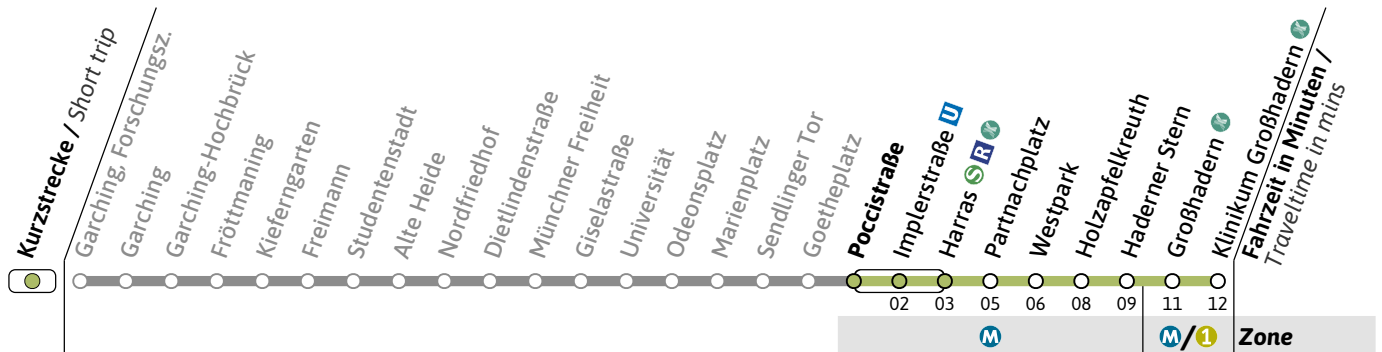 Kurzstrecke / Short trip
Garching, Forschungsz.
Garching
Garching-Hochbrück
Fröttmaning
Kieferngarten
Freimann
Studentenstadt
Alte Heide
Nordfriedhof
Dietlindenstraße
Münchner Freiheit
Giselastraße
Universität
Odeonsplatz
Marienplatz
Sendlinger Tor
Goetheplatz
Poccistraße
Implerstraße U
Harras S R K
Partnachplatz
Westpark
Holzapfelkreuth
Haderner Stern
Großhadern K
Klinikum Großhadern K
Fahrzeit in Minuten /
Traveltime in mins
02 03 05 06 08 09 11 12
M M/1 Zone